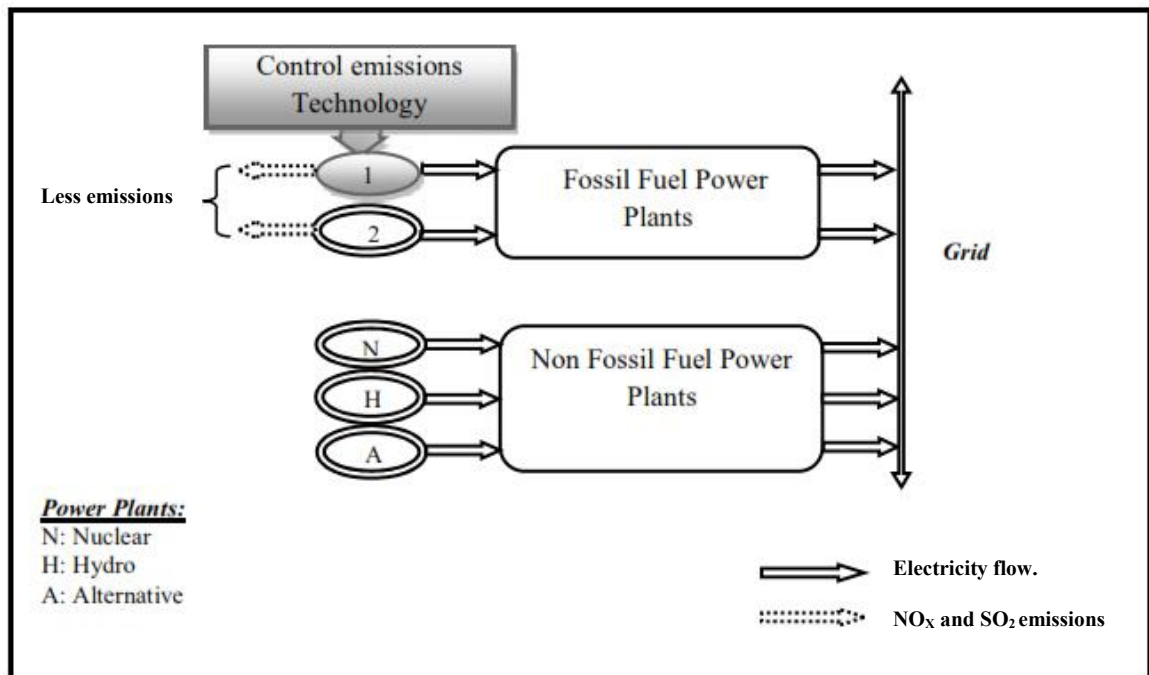 Control emissions
Technology
1
Less emissions
2
Fossil Fuel Power
Plants
Grid
N
H
A
Non Fossil Fuel Power
Plants
Power Plants:
N: Nuclear
H: Hydro
A: Alternative
Electricity flow.
NOX and SO2 emissions